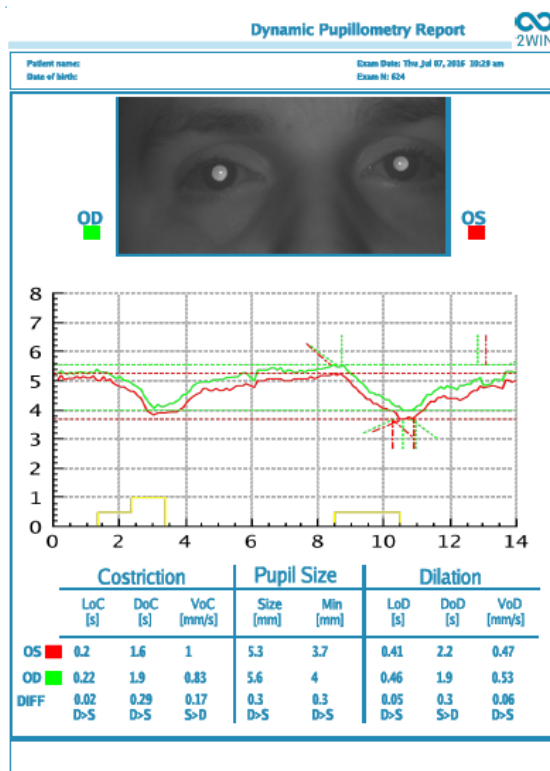 Dynamic Pupillometry Report
2WIN
Patient name:
Exam Date: Thu Jul 07, 2016 10:29 am
Date of birth:
Exam N: 624
OD
OS
8
7
6
5
4
3
2
1
0
0 2 4 6 8 10 12 14
Costriction Pupil Size Dilation
LoC DoC VoC Size Min LoD DoD VoD
[s] [s] [mm/s] [mm] [mm] [s] [s] [mm/s]
OS 0.2 1.6 1 5.3 3.7 0.41 2.2 0.47
OD 0.22 1.9 0.83 5.6 4 0.46 1.9 0.53
DIFF 0.02 0.29 0.17 0.3 0.3 0.05 0.3 0.06
D>S D>S S>D D>S D>S D>S S>D D>S